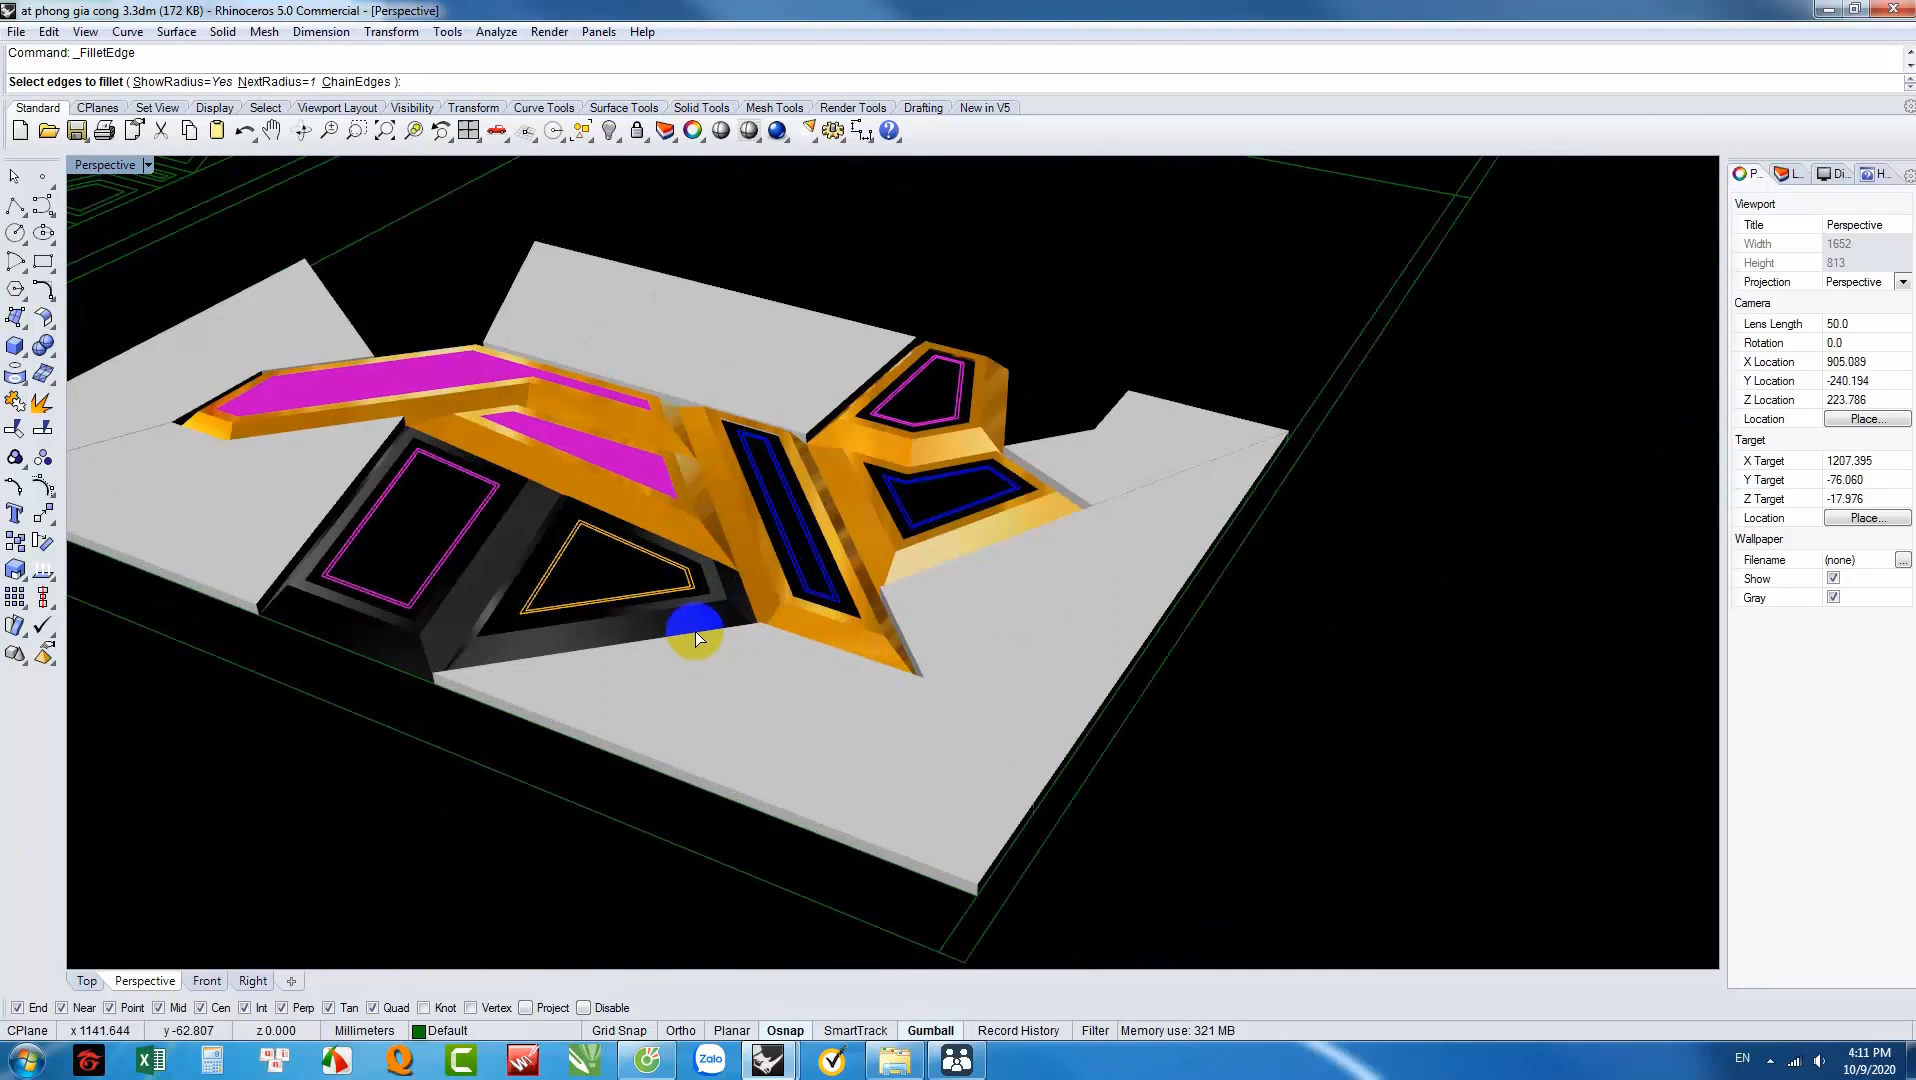 at phong gia cong 3.3dm (172 KB) - Rhinoceros 5.0 Commercial - [Perspective]
File Edit View Curve Surface Solid Mesh Dimension Transform Tools Analyze Render Panels Help
Command: _FilletEdge
Select edges to fillet ( ShowRadius=Yes NextRadius=1 ChainEdges ):
Standard CPlanes Set View Display Select Viewport Layout Visibility Transform Curve Tools Surface Tools Solid Tools Mesh Tools Render Tools Drafting New in V5
Perspective
P... L... Di... H...
Viewport
Title Perspective
Width 1652
Height 813
Projection Perspective
Camera
Lens Length 50.0
Rotation 0.0
X Location 905.089
Y Location -240.194
Z Location 223.786
Location Place...
Target
X Target 1207.395
Y Target -76.060
Z Target -17.976
Location Place...
Wallpaper
Filename (none) ...
Show
Gray
Top Perspective Front Right
End Near Point Mid Cen Int Perp Tan Quad Knot Vertex Project Disable
CPlane x 1141.644 y -62.807 z 0.000 Millimeters Default Grid Snap Ortho Planar Osnap SmartTrack Gumball Record History Filter Memory use: 321 MB
Zalo
EN
4:11 PM
10/9/2020